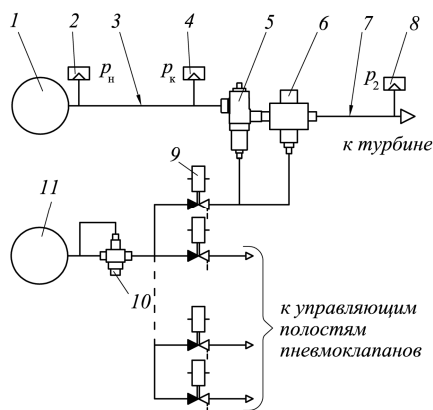 1 2 3 4 5 6 7 8
pн pк p2
к турбине
9
11
10
к управляющим
полостям
пневмоклапанов